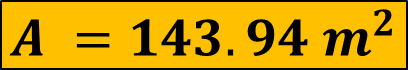 A = 143.94 m²